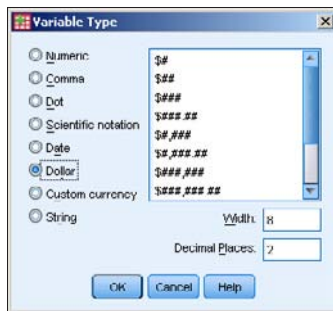 Variable Type
Numeric
Comma
Dot
Scientific notation
Date
Dollar
Custom currency
String
$#
$##
$###
$###.##
$#,###
$#,###.##
$###,###
$###,###.##
Width: 8
Decimal Places: 2
OK Cancel Help